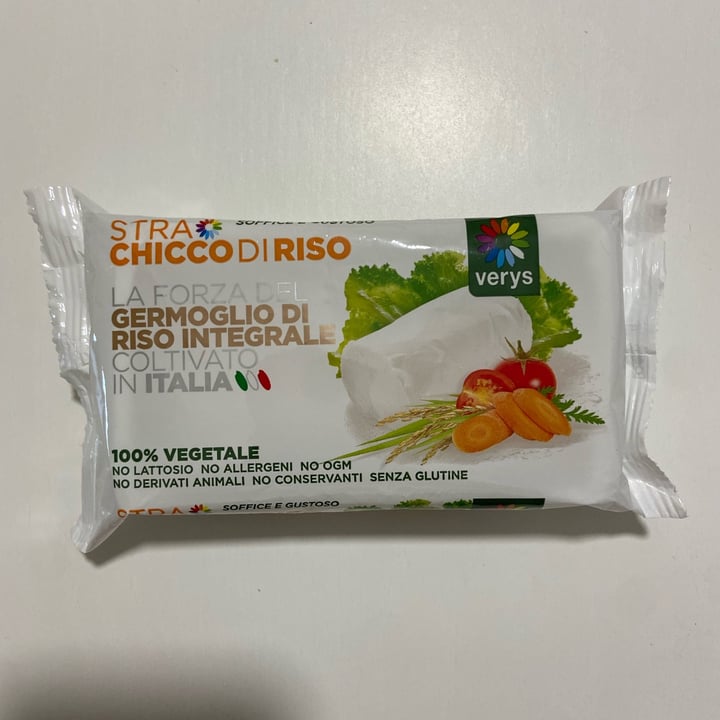 SOFFICE E GUSTOSO
STRA
CHICCO DI RISO
verys
LA FORZA DEL
GERMOGLIO DI
RISO INTEGRALE
COLTIVATO
IN ITALIA
100% VEGETALE
NO LATTOSIO NO ALLERGENI NO OGM
NO DERIVATI ANIMALI NO CONSERVANTI SENZA GLUTINE
STRA
SOFFICE E GUSTOSO